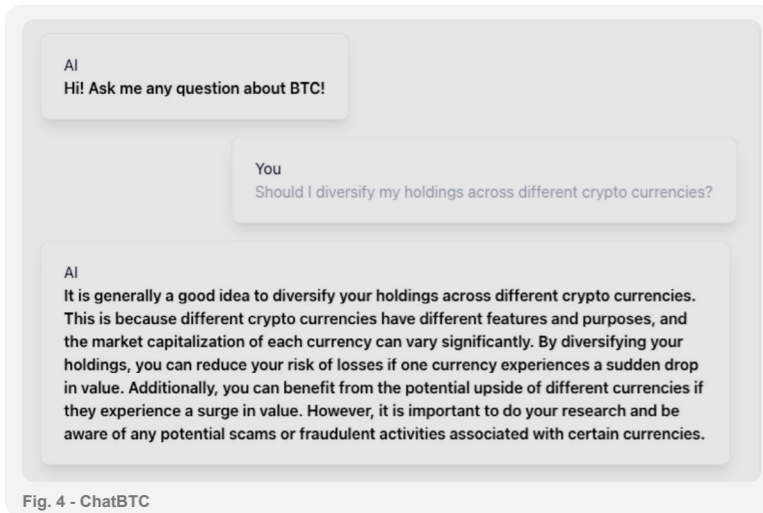 AI
Hi! Ask me any question about BTC!
You
Should I diversify my holdings across different crypto currencies?
AI
It is generally a good idea to diversify your holdings across different crypto currencies.
This is because different crypto currencies have different features and purposes, and
the market capitalization of each currency can vary significantly. By diversifying your
holdings, you can reduce your risk of losses if one currency experiences a sudden drop
in value. Additionally, you can benefit from the potential upside of different currencies if
they experience a surge in value. However, it is important to do your research and be
aware of any potential scams or fraudulent activities associated with certain currencies.
Fig. 4 - ChatBTC